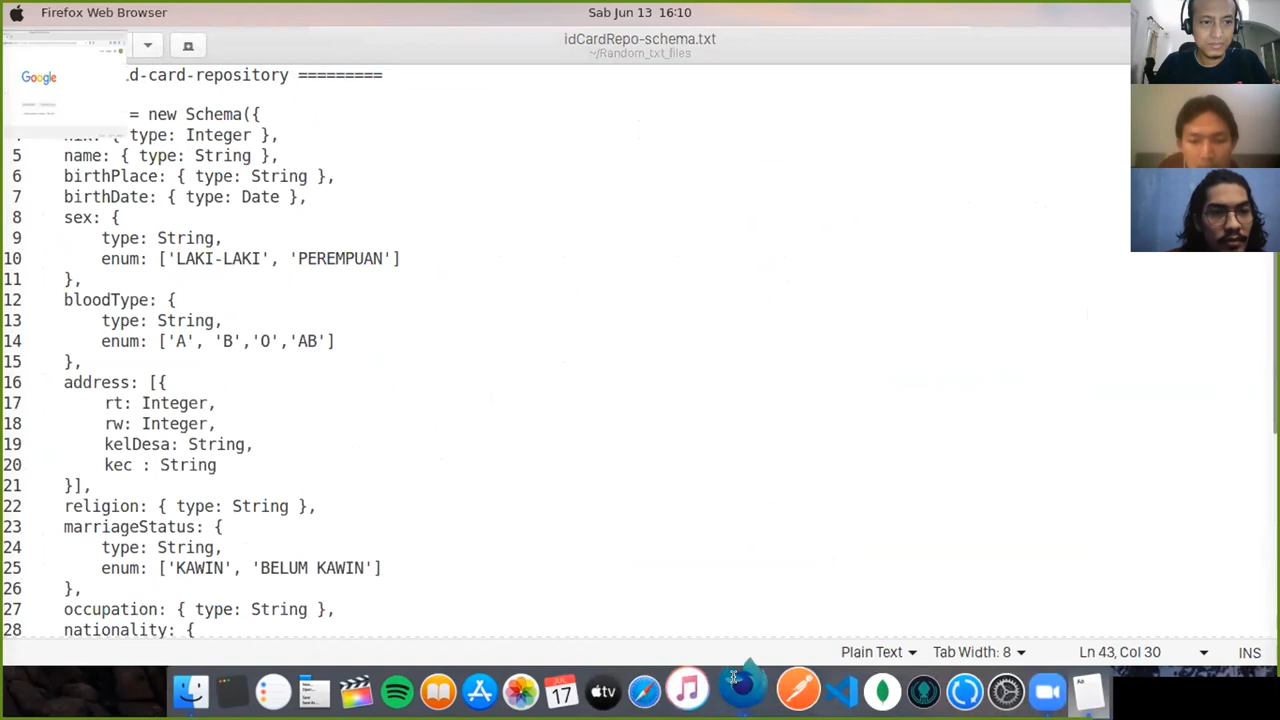 Firefox Web Browser
Sab Jun 13 16:10
idCardRepo-schema.txt
~/Random_txt_files
Google
d-card-repository =========
= new Schema({
type: Integer },
5 name: { type: String },
6 birthPlace: { type: String },
7 birthDate: { type: Date },
8 sex: {
9 type: String,
10 enum: ['LAKI-LAKI', 'PEREMPUAN']
11 },
12 bloodType: {
13 type: String,
14 enum: ['A', 'B','O','AB']
15 },
16 address: [{
17 rt: Integer,
18 rw: Integer,
19 kelDesa: String,
20 kec : String
21 }],
22 religion: { type: String },
23 marriageStatus: {
24 type: String,
25 enum: ['KAWIN', 'BELUM KAWIN']
26 },
27 occupation: { type: String },
28 nationality: {
Plain Text
Tab Width: 8
Ln 43, Col 30
INS
17
tv
Aa